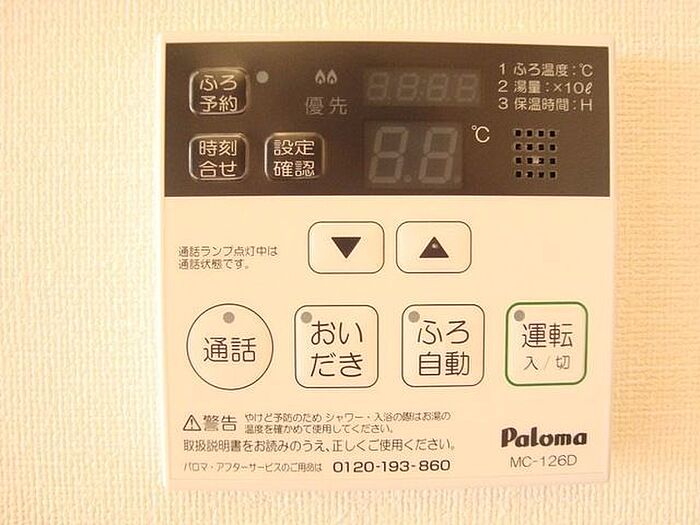 ふろ
予約
優先
88:88
1 ふろ温度:℃
2 湯量:×10ℓ
3 保温時間:H
時刻
合せ
設定
確認
8.8.
℃
通話ランプ点灯中は
通話状態です。
▼
▲
通話
おい
だき
ふろ
自動
運転
入/切
⚠警告 やけど予防のため シャワー・入浴の際はお湯の
温度を確かめて使用してください。
取扱説明書をお読みのうえ、正しくご使用ください。
パロマ・アフターサービスのご用品は 0120-193-860
Paloma
MC-126D